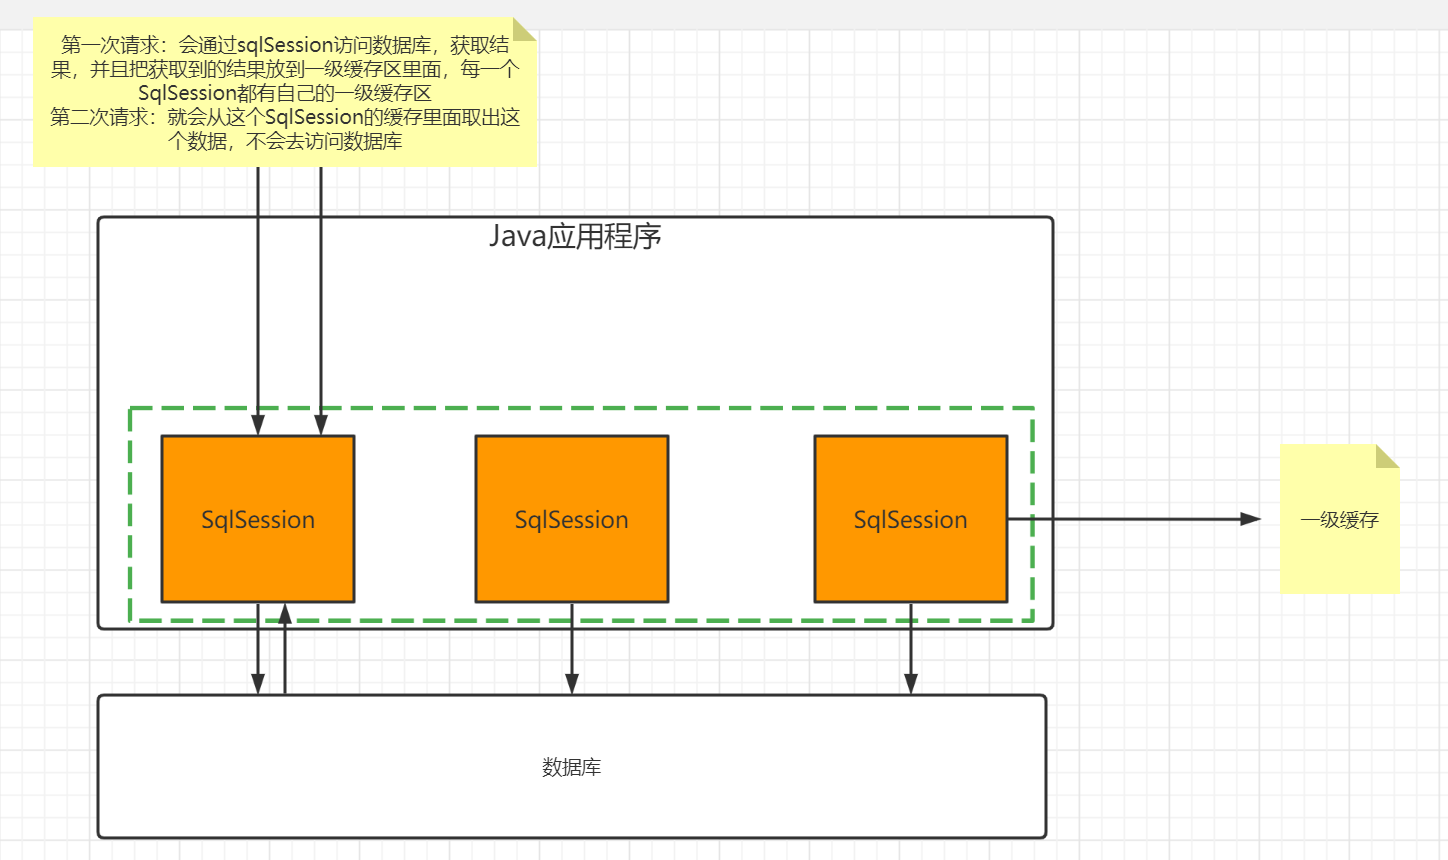 第一次请求：会通过sqlSession访问数据库，获取结
果，并且把获取到的结果放到一级缓存区里面，每一个
SqlSession都有自己的一级缓存区
第二次请求：就会从这个SqlSession的缓存里面取出这
个数据，不会去访问数据库
Java应用程序
SqlSession
SqlSession
SqlSession
一级缓存
数据库